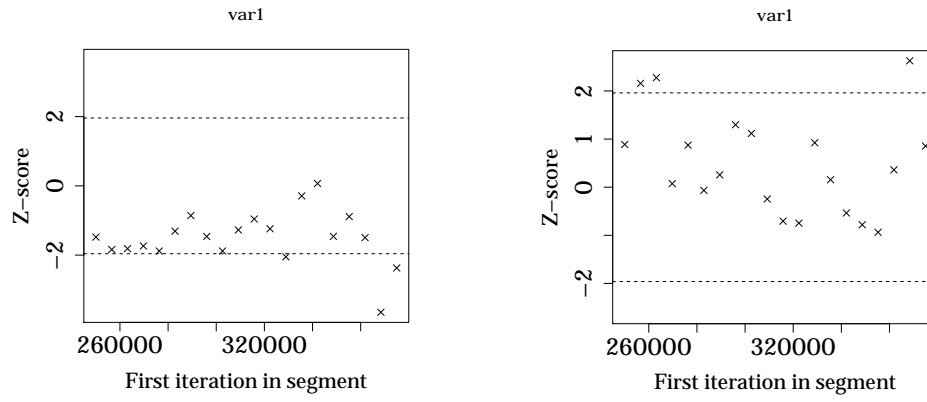 var1
2
0
−2
Z−score
260000
320000
First iteration in segment
var1
2
1
0
−2
Z−score
260000
320000
First iteration in segment